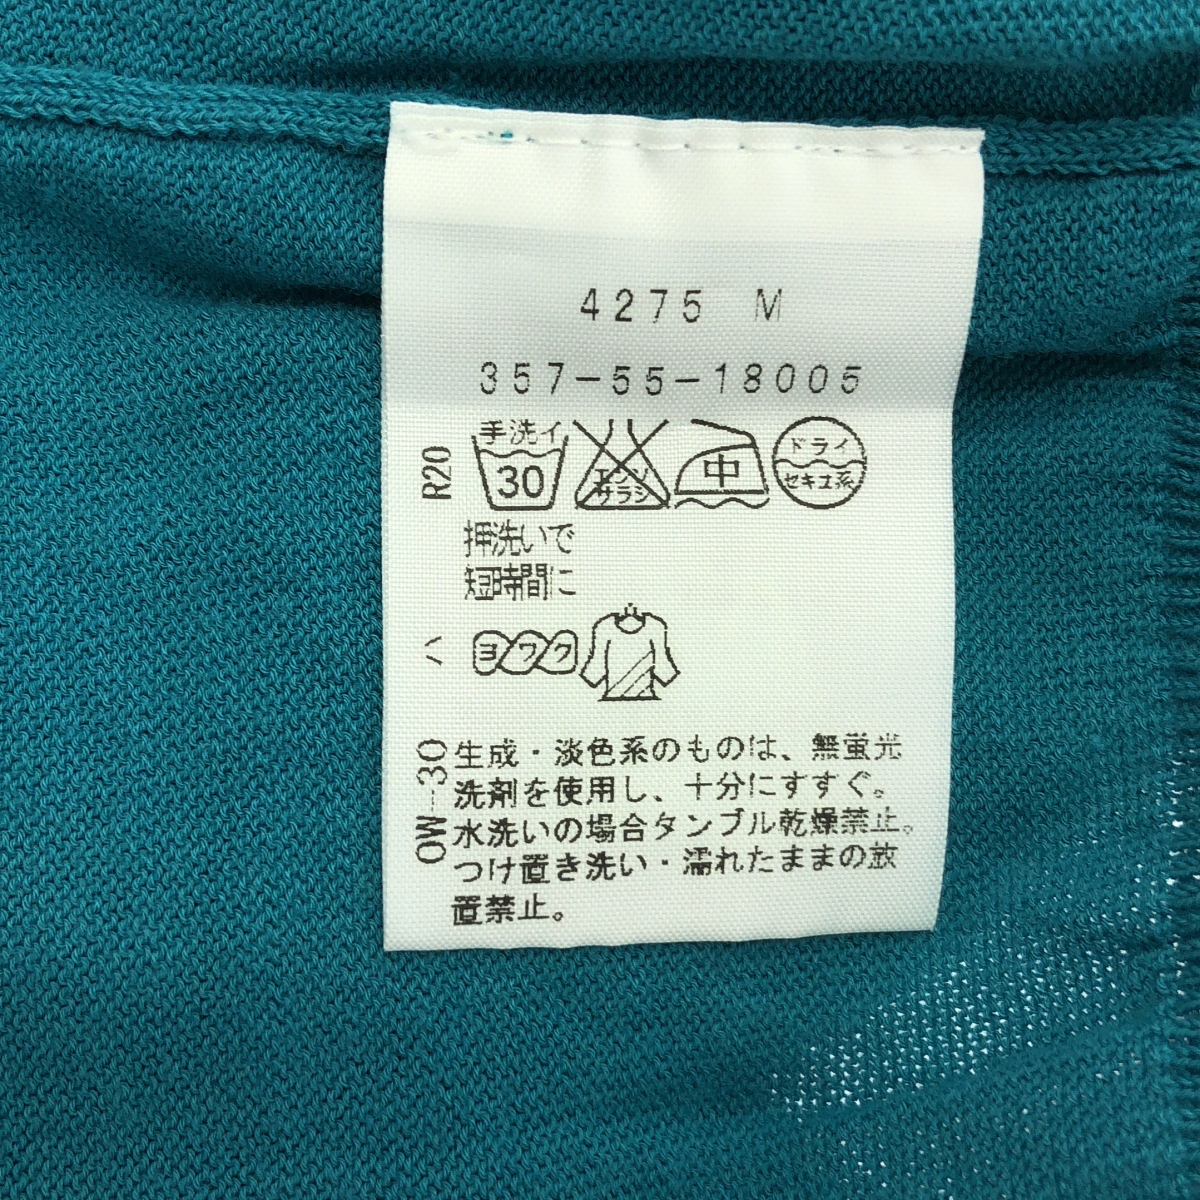 4275 M
357-55-18005
手洗イ
30
エンソ
サラシ
中
ドライ
セキユ系
R20
押洗いで
短時間に
ヨワク
OW-30
生成・淡色系のものは、無蛍光
洗剤を使用し、十分にすすぐ。
水洗いの場合タンブル乾燥禁止。
つけ置き洗い・濡れたままの放
置禁止。